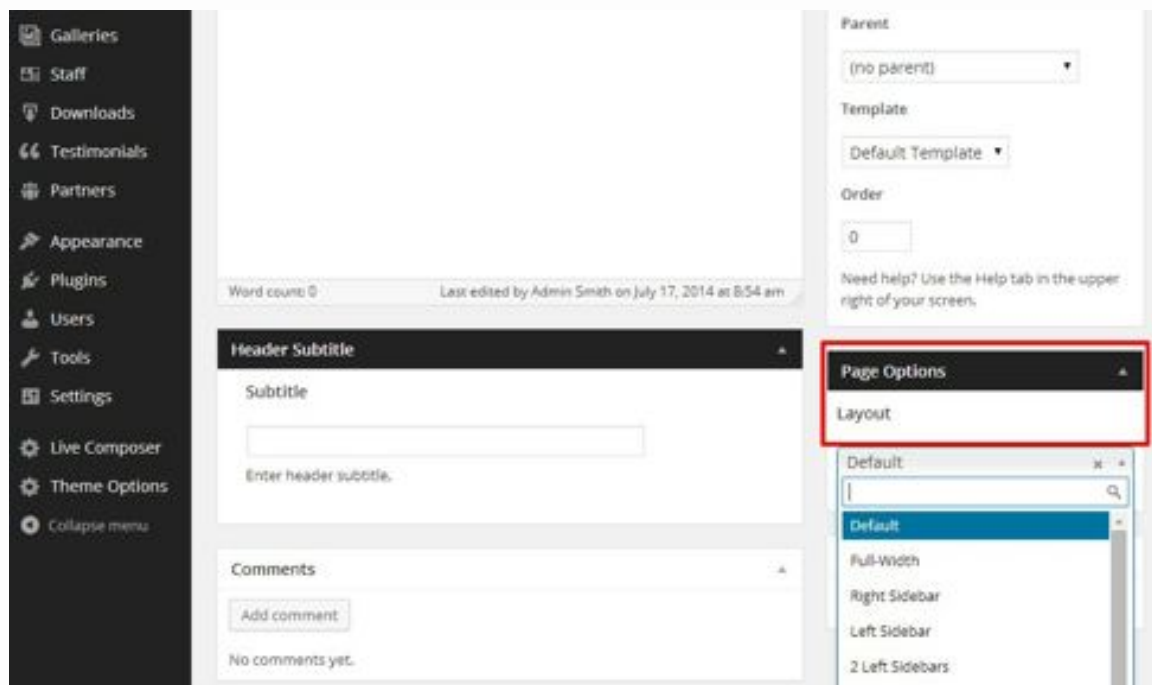 Galleries
Staff
Downloads
Testimonials
Partners
Appearance
Plugins
Users
Tools
Settings
Live Composer
Theme Options
Collapse menu
Word count: 0
Last edited by Admin Smith on July 17, 2014 at 8:54 am
Header Subtitle
Subtitle
Enter header subtitle.
Comments
Add comment
No comments yet.
Parent
(no parent)
Template
Default Template
Order
0
Need help? Use the Help tab in the upper
right of your screen.
Page Options
Layout
Default
Default
Full-Width
Right Sidebar
Left Sidebar
2 Left Sidebars